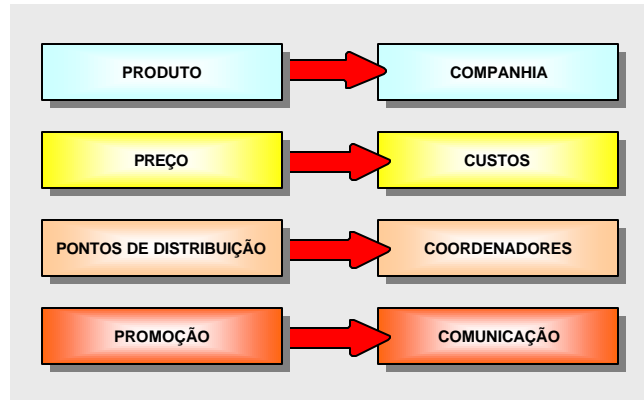 PRODUTO
COMPANHIA
PREÇO
CUSTOS
PONTOS DE DISTRIBUIÇÃO
COORDENADORES
PROMOÇÃO
COMUNICAÇÃO